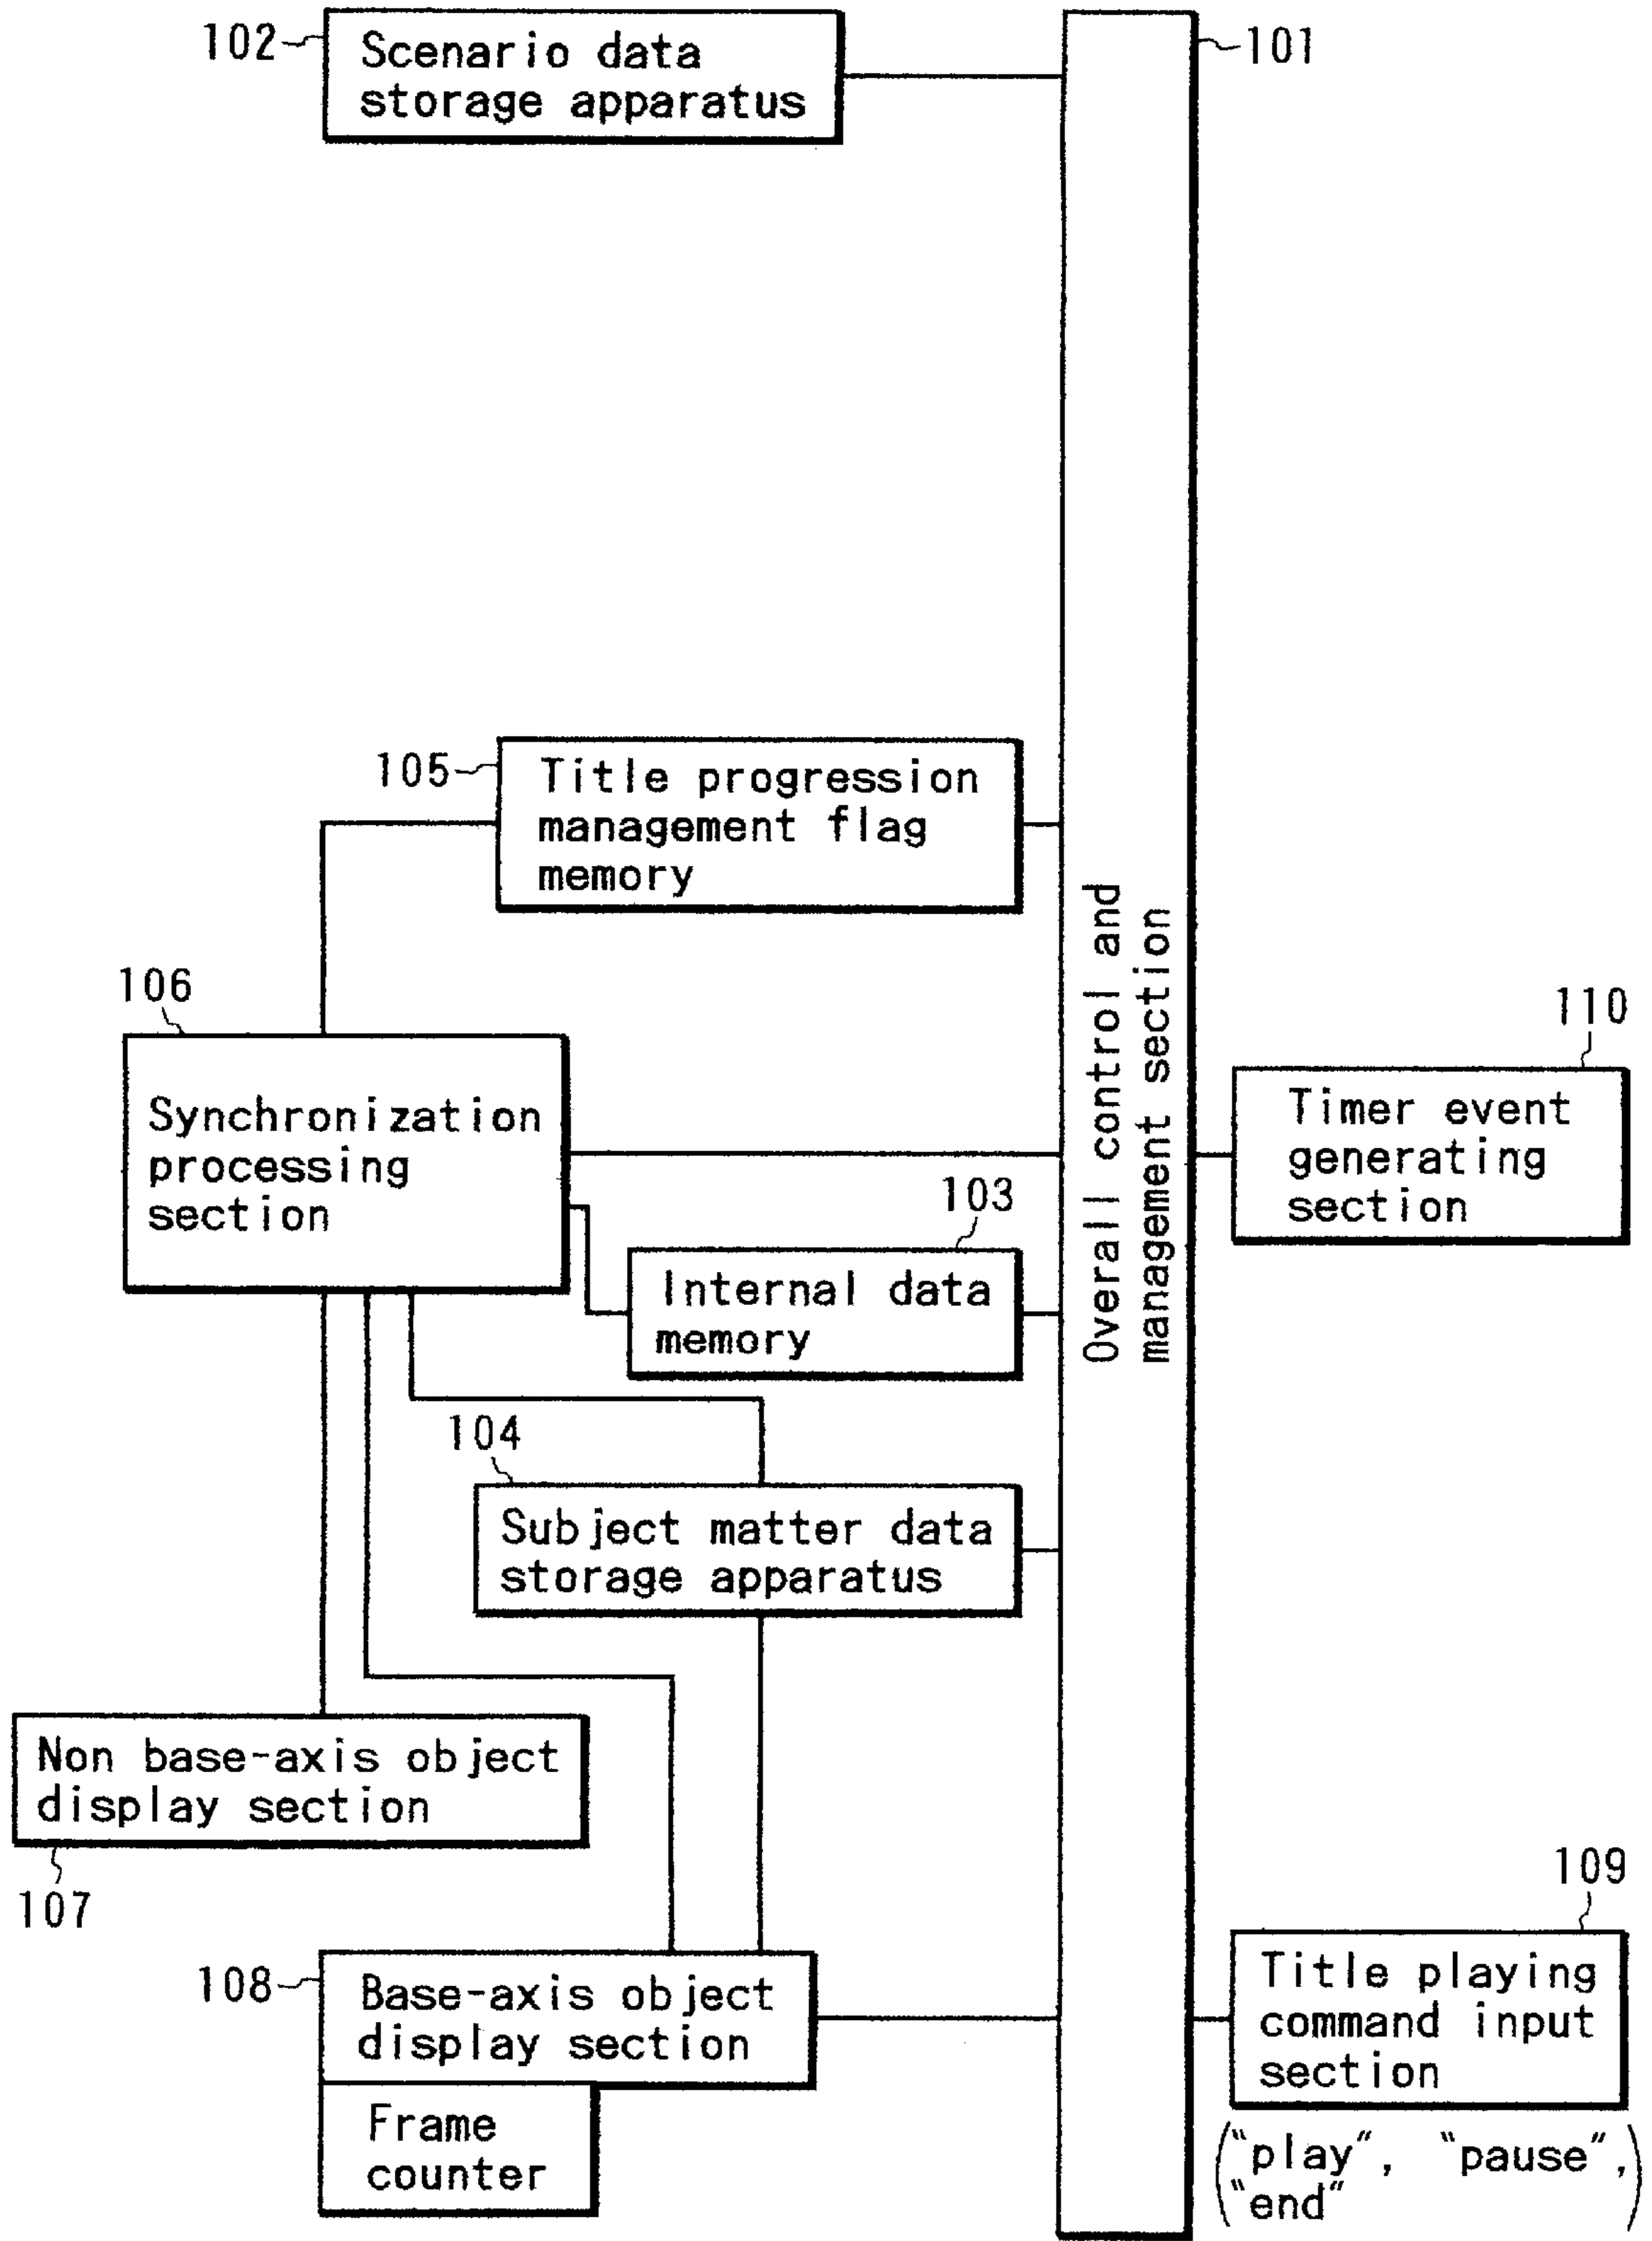 102
Scenario data
storage apparatus
101
105
Title progression
management flag
memory
Overall control and
management section
106
Synchronization
processing
section
110
Timer event
generating
section
103
Internal data
memory
104
Subject matter data
storage apparatus
Non base-axis object
display section
107
109
108
Base-axis object
display section
Title playing
command input
section
Frame
counter
("play", "pause",
"end")